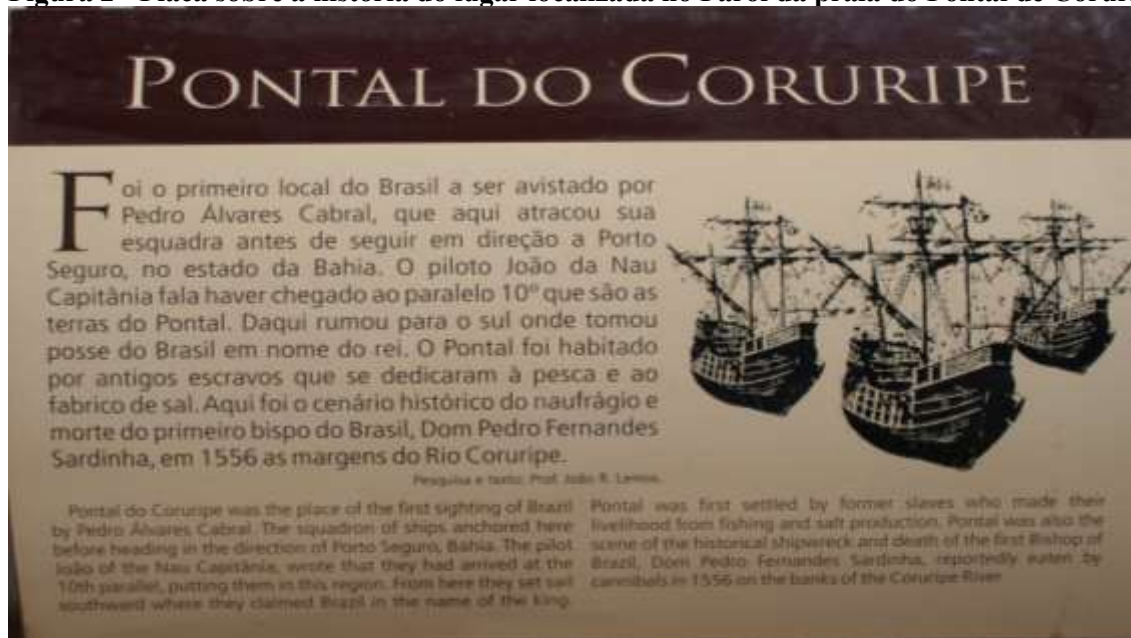 Figura 2 - Placa sobre a história do lugar localizada no Farol da praia do Pontal de Coruri
PONTAL DO CORURIPE
Foi o primeiro local do Brasil a ser avistado por
Pedro Álvares Cabral, que aqui atracou sua
esquadra antes de seguir em direção a Porto
Seguro, no estado da Bahia. O piloto João da Nau
Capitânia fala haver chegado ao paralelo 10º que são as
terras do Pontal. Daqui rumou para o sul onde tomou
posse do Brasil em nome do rei. O Pontal foi habitado
por antigos escravos que se dedicaram à pesca e ao
fabrico de sal. Aqui foi o cenário histórico do naufrágio e
morte do primeiro bispo do Brasil, Dom Pedro Fernandes
Sardinha, em 1556 as margens do Rio Coruripe.
Pesquisa e texto: Prof. João R. Lemos.
Pontal do Coruripe was the place of the first sighting of Brazil
by Pedro Álvares Cabral. The squadron of ships anchored here
before heading in the direction of Porto Seguro, Bahia. The pilot
João of the Nau Capitânia, wrote that they had arrived at the
10th parallel, putting them in this region. From here they set sail
southward where they claimed Brazil in the name of the king.
Pontal was first settled by former slaves who made their
livelihood from fishing and salt production. Pontal was also the
scene of the historical shipwreck and death of the first Bishop of
Brazil, Dom Pedro Fernandes Sardinha, reportedly eaten by
cannibals in 1556 on the banks of the Coruripe River